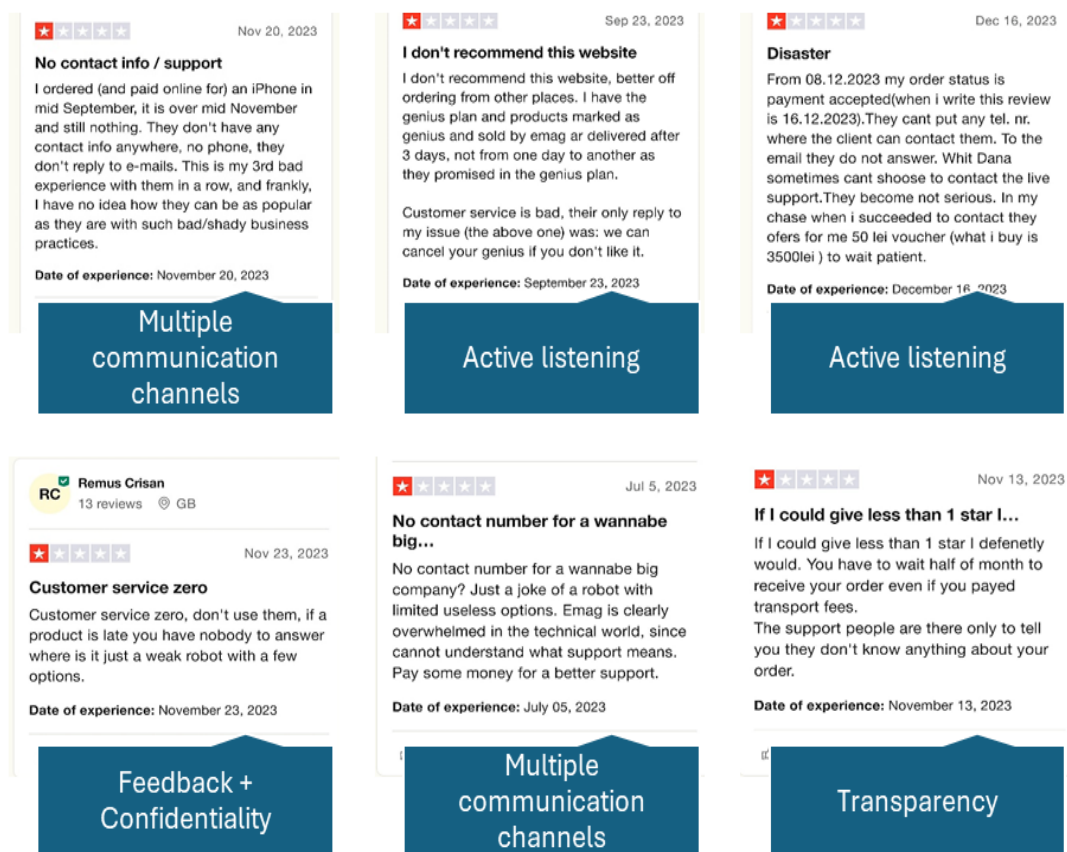 Nov 20, 2023
No contact info / support
I ordered (and paid online for) an iPhone in
mid September, it is over mid November
and still nothing. They don't have any
contact info anywhere, no phone, they
don't reply to e-mails. This is my 3rd bad
experience with them in a row, and frankly,
I have no idea how they can be as popular
as they are with such bad/shady business
practices.
Date of experience: November 20, 2023
Multiple
communication
channels
Sep 23, 2023
I don't recommend this website
I don't recommend this website, better off
ordering from other places. I have the
genius plan and products marked as
genius and sold by emag ar delivered after
3 days, not from one day to another as
they promised in the genius plan.
Customer service is bad, their only reply to
my issue (the above one) was: we can
cancel your genius if you don't like it.
Date of experience: September 23, 2023
Active listening
Dec 16, 2023
Disaster
From 08.12.2023 my order status is
payment accepted(when i write this review
is 16.12.2023).They cant put any tel. nr.
where the client can contact them. To the
email they do not answer. Whit Dana
sometimes cant shoose to contact the live
support.They become not serious. In my
chase when i succeeded to contact they
ofers for me 50 lei voucher (what i buy is
3500lei ) to wait patient.
Date of experience: December 16, 2023
Active listening
RC
Remus Crisan
13 reviews GB
Nov 23, 2023
Customer service zero
Customer service zero, don't use them, if a
product is late you have nobody to answer
where is it just a weak robot with a few
options.
Date of experience: November 23, 2023
Feedback +
Confidentiality
Jul 5, 2023
No contact number for a wannabe
big...
No contact number for a wannabe big
company? Just a joke of a robot with
limited useless options. Emag is clearly
overwhelmed in the technical world, since
cannot understand what support means.
Pay some money for a better support.
Date of experience: July 05, 2023
Multiple
communication
channels
Nov 13, 2023
If I could give less than 1 star I...
If I could give less than 1 star I defenetly
would. You have to wait half of month to
receive your order even if you payed
transport fees.
The support people are there only to tell
you they don't know anything about your
order.
Date of experience: November 13, 2023
Transparency